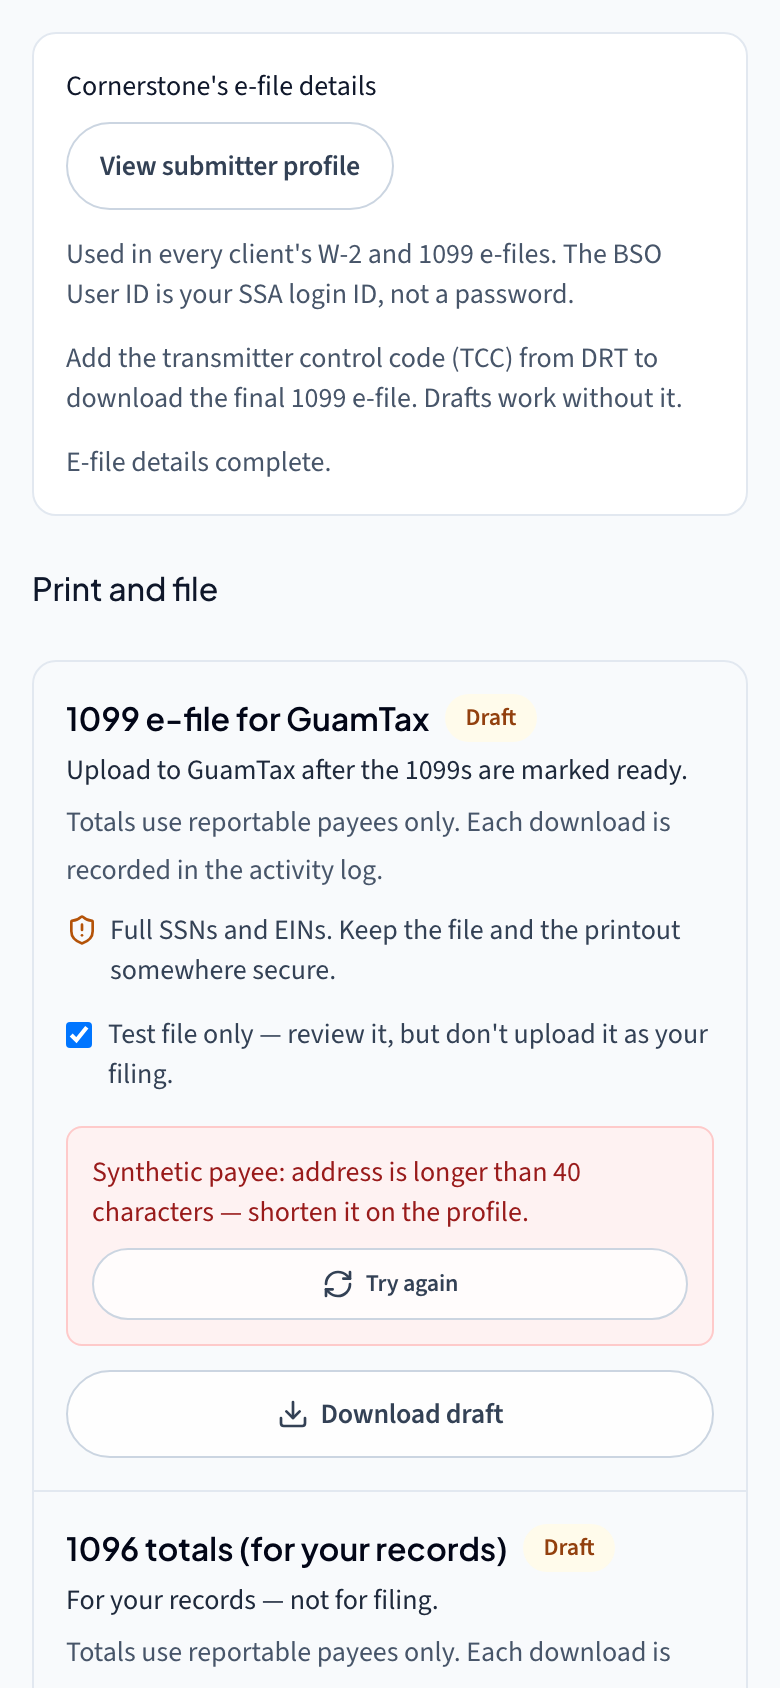 Cornerstone's e-file details
View submitter profile
Used in every client's W-2 and 1099 e-files. The BSO
User ID is your SSA login ID, not a password.
Add the transmitter control code (TCC) from DRT to
download the final 1099 e-file. Drafts work without it.
E-file details complete.
Print and file
1099 e-file for GuamTax
Draft
Upload to GuamTax after the 1099s are marked ready.
Totals use reportable payees only. Each download is
recorded in the activity log.
Full SSNs and EINs. Keep the file and the printout
somewhere secure.
Test file only — review it, but don't upload it as your
filing.
Synthetic payee: address is longer than 40
characters — shorten it on the profile.
Try again
Download draft
1096 totals (for your records)
Draft
For your records — not for filing.
Totals use reportable payees only. Each download is